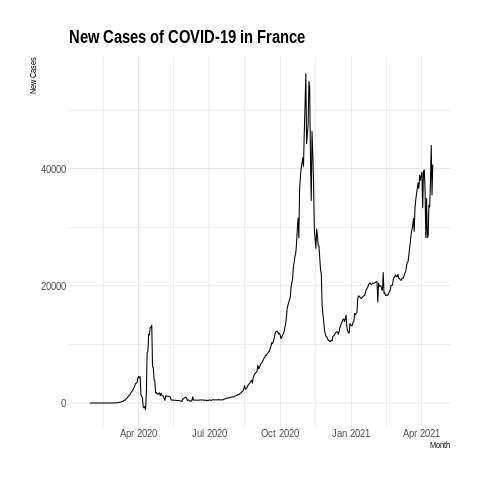 New Cases of COVID-19 in France
New Cases
40000
20000
0
Apr 2020
Jul 2020
Oct 2020
Jan 2021
Apr 2021
Month